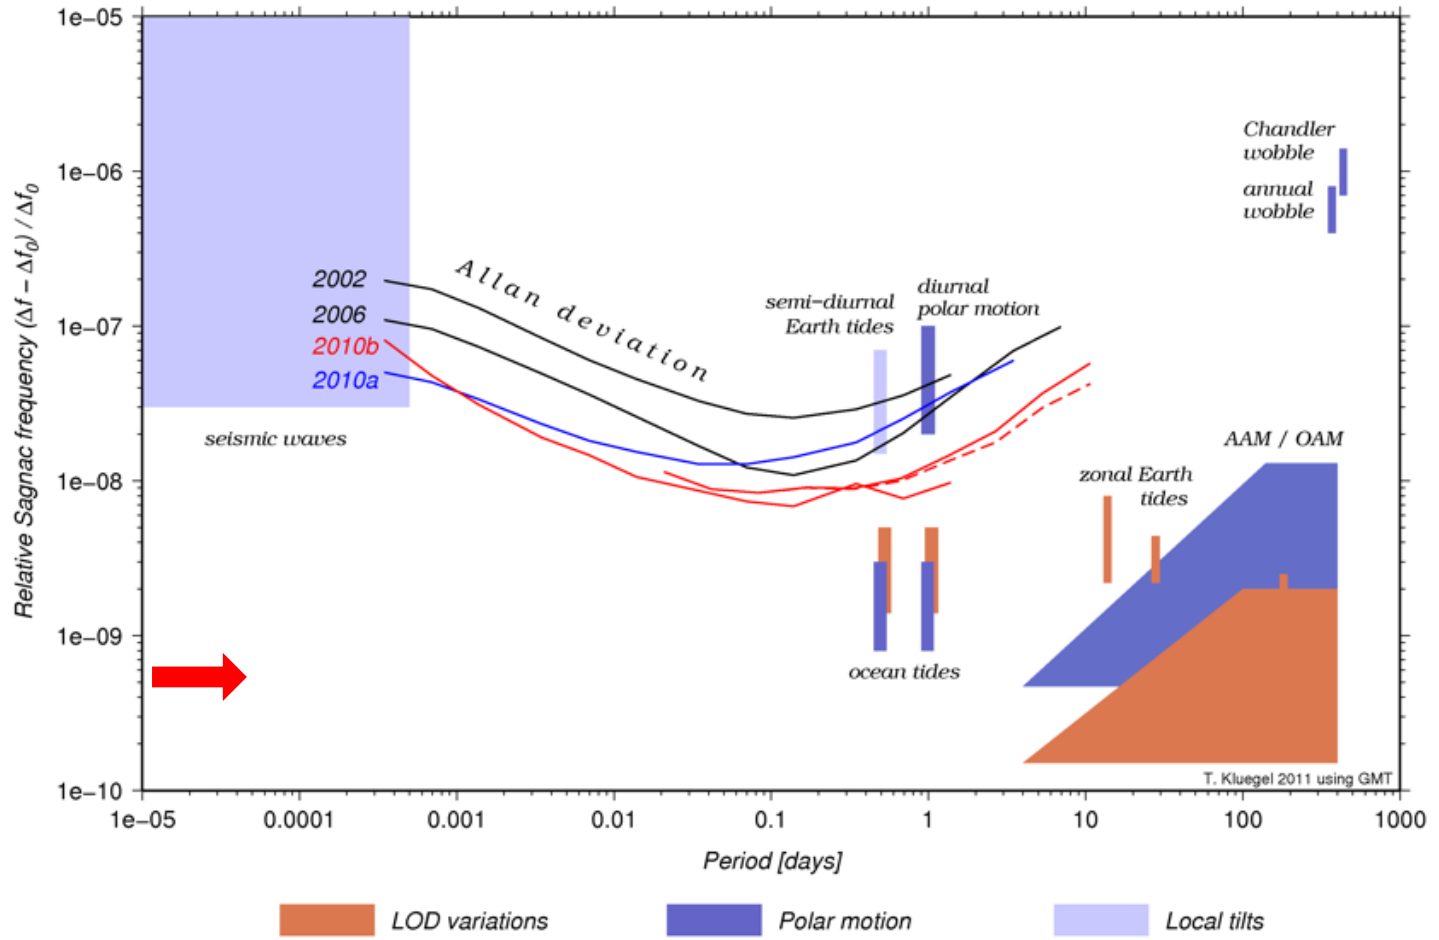 1e−05
1e−06
1e−07
1e−08
1e−09
1e−10
Relative Sagnac frequency (Δf − Δf0) / Δf0
2002
2006
2010b
2010a
Allan deviation
seismic waves
semi−diurnal
Earth tides
diurnal
polar motion
Chandler
wobble
annual
wobble
AAM / OAM
zonal Earth
tides
ocean tides
T. Kluegel 2011 using GMT
1e−05 0.0001 0.001 0.01 0.1 1 10 100 1000
Period [days]
LOD variations Polar motion Local tilts